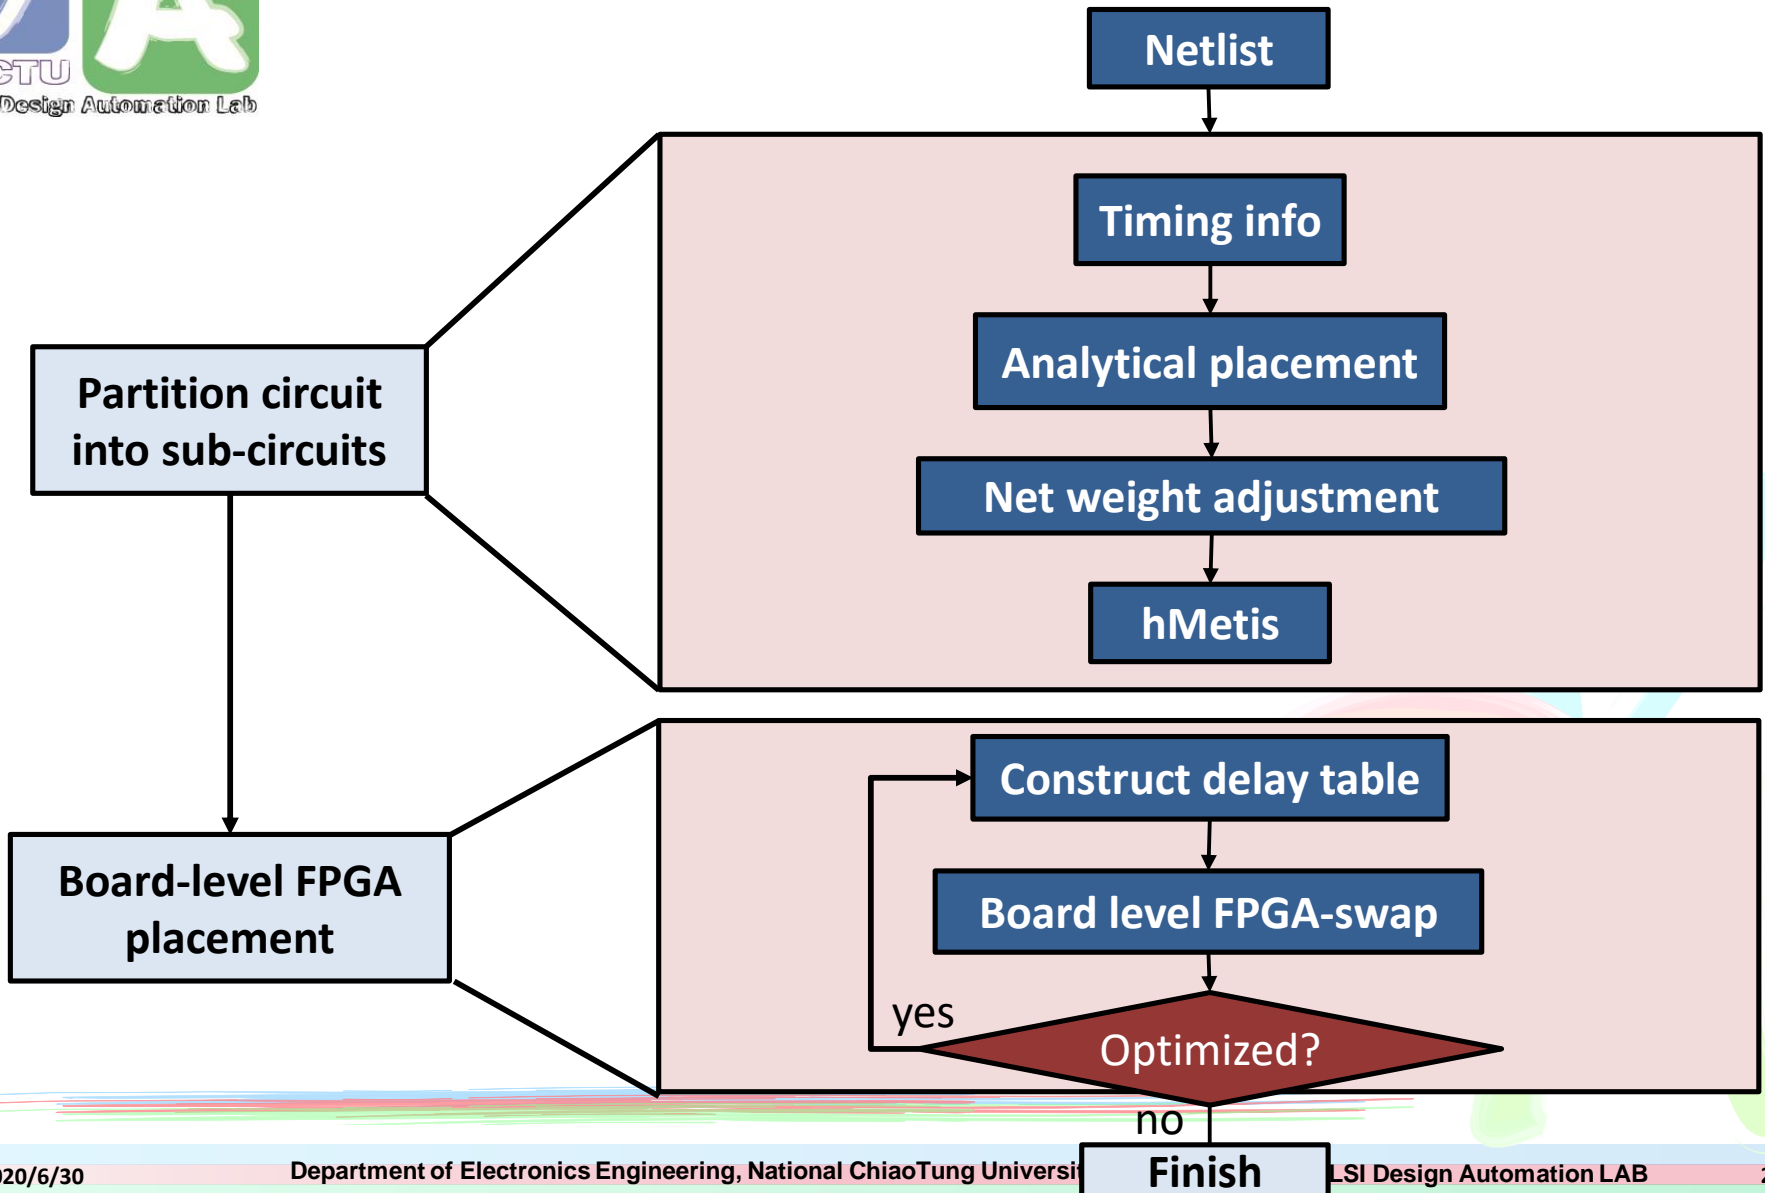 CTU
Design Automation Lab
Netlist
Timing info
Analytical placement
Net weight adjustment
hMetis
Partition circuit
into sub-circuits
Construct delay table
Board level FPGA-swap
yes
Optimized?
no
Finish
Board-level FPGA
placement
020/6/30
Department of Electronics Engineering, National ChiaoTung Universit
LSI Design Automation LAB